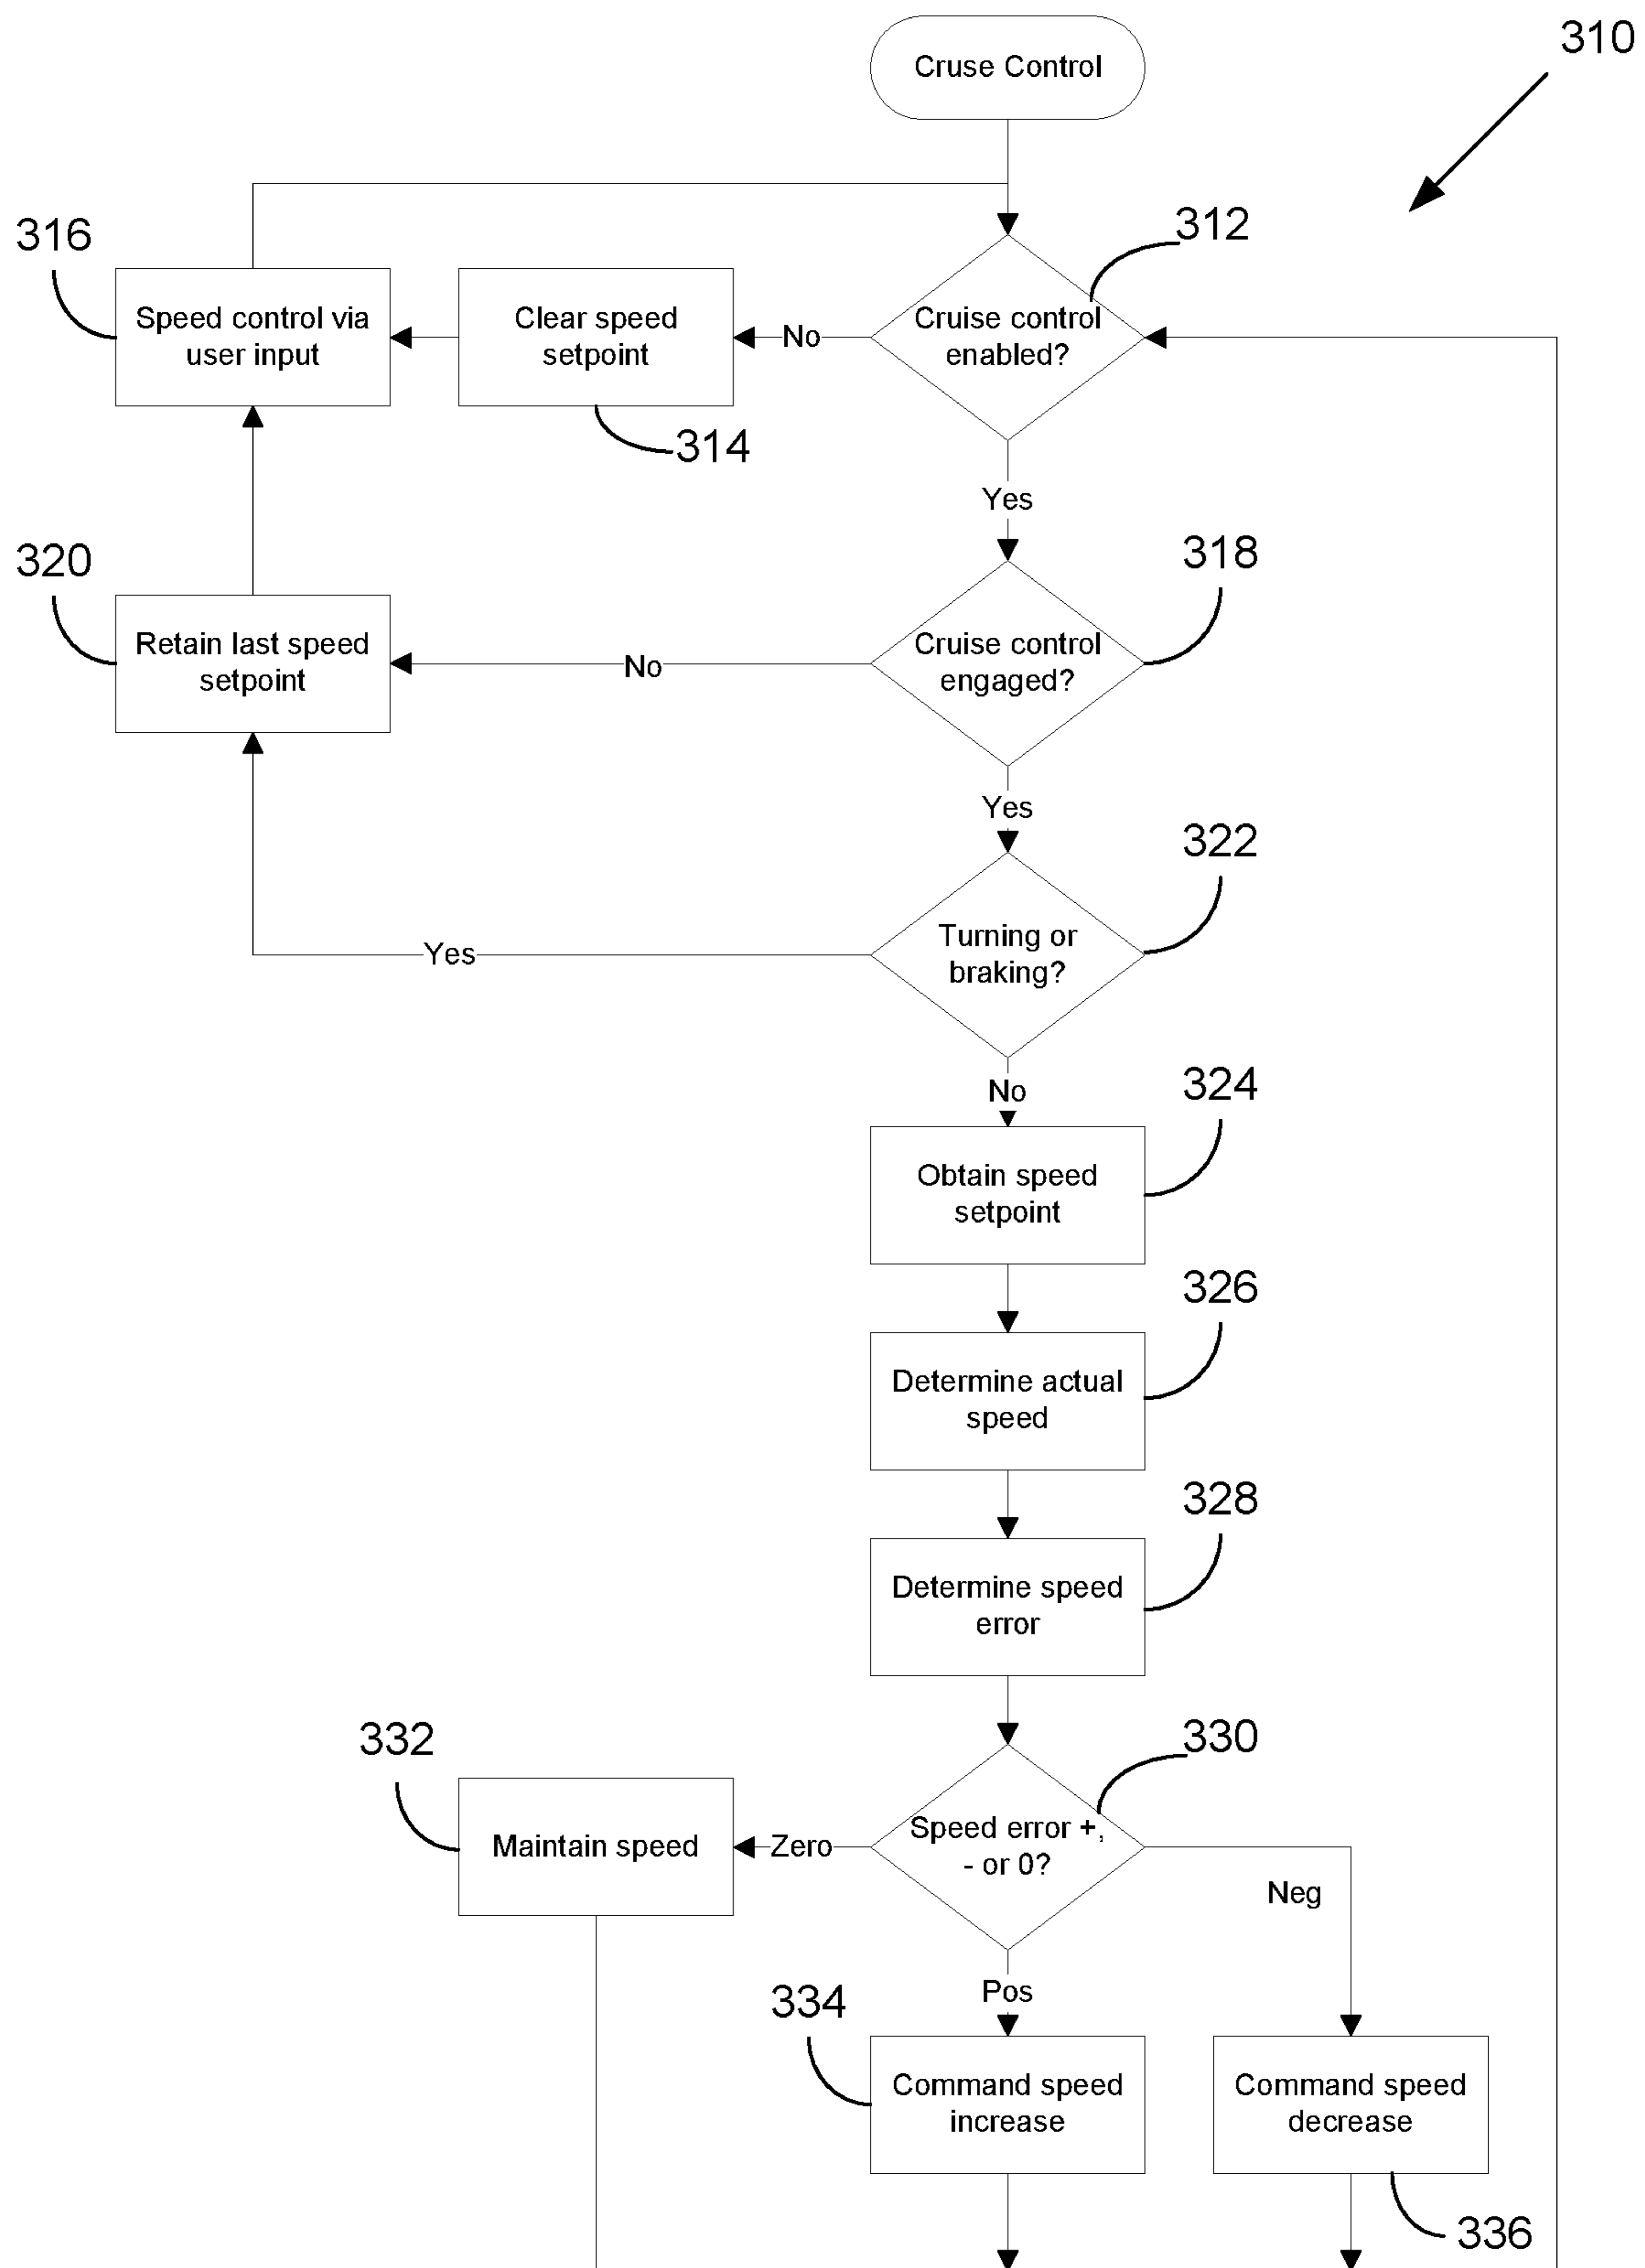 310
Cruse Control
312
316
Speed control via
user input
Clear speed
setpoint
No
Cruise control
enabled?
314
Yes
318
320
Retain last speed
setpoint
No
Cruise control
engaged?
Yes
322
Yes
Turning or
braking?
No
324
Obtain speed
setpoint
326
Determine actual
speed
328
Determine speed
error
332
330
Maintain speed
Zero
Speed error +,
- or 0?
Neg
Pos
334
Command speed
increase
Command speed
decrease
336